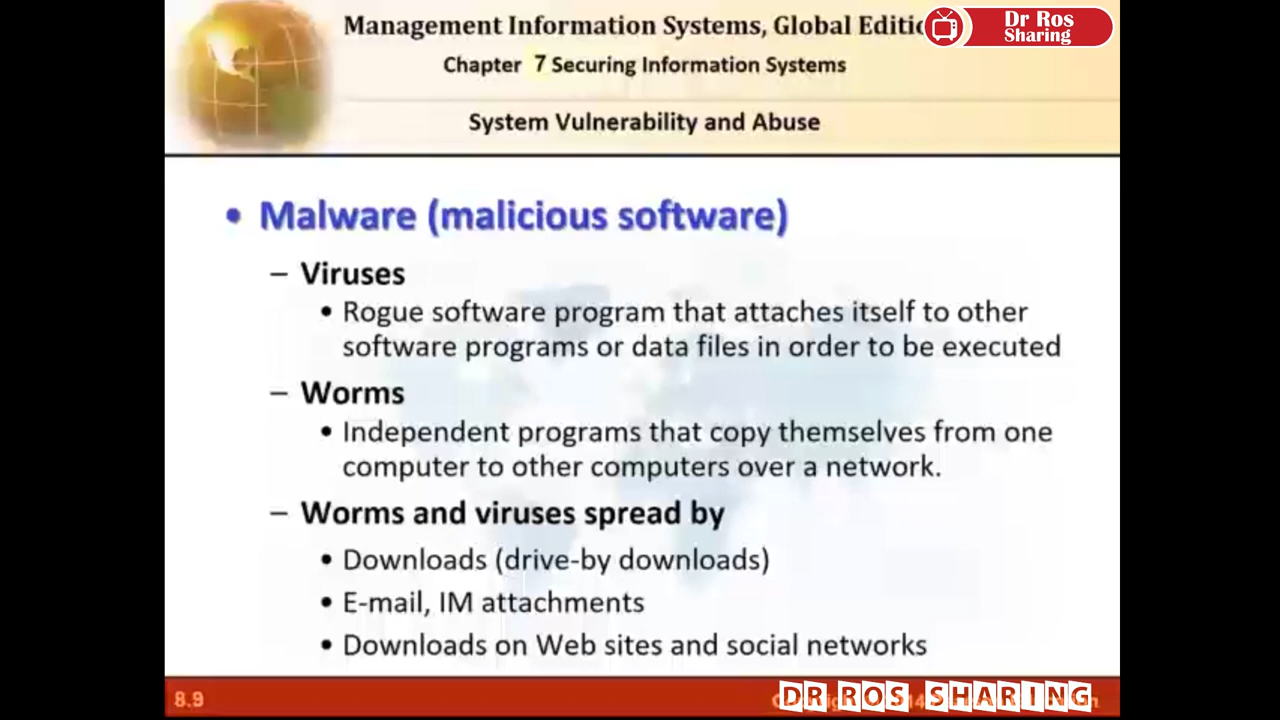 Management Information Systems, Global Editio
Dr Ros
Sharing
Chapter 7 Securing Information Systems
System Vulnerability and Abuse
• Malware (malicious software)
– Viruses
• Rogue software program that attaches itself to other
software programs or data files in order to be executed
– Worms
• Independent programs that copy themselves from one
computer to other computers over a network.
– Worms and viruses spread by
• Downloads (drive-by downloads)
• E-mail, IM attachments
• Downloads on Web sites and social networks
8.9
DR ROS SHARING